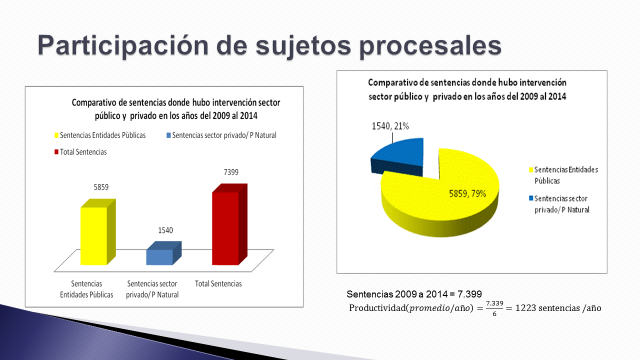 Participación de sujetos procesales
Comparativo de sentencias donde hubo intervención sector
público y privado en los años del 2009 al 2014
Sentencias Entidades Públicas
Sentencias sector privado/ P Natural
Total Sentencias
5859
1540
7399
Sentencias
Entidades Públicas
Sentencias sector
privado/ P Natural
Total Sentencias
Comparativo de sentencias donde hubo intervención
sector público y privado en los años del 2009 al 2014
1540, 21%
5859, 79%
Sentencias Entidades
Públicas
Sentencias sector
privado/ P Natural
Sentencias 2009 a 2014 = 7.399
Productividad(promedio/año) = 7.339/6 = 1223 sentencias /año